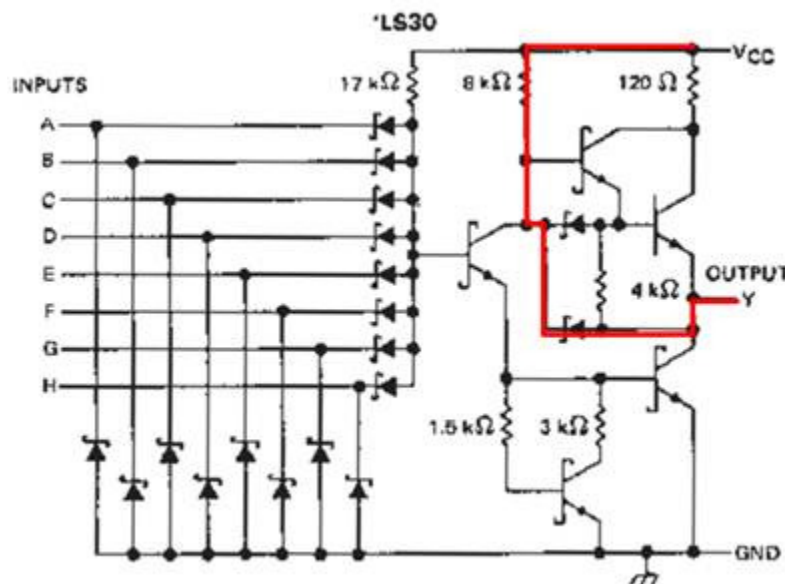 'LS30
VCC
INPUTS
17 kΩ
8 kΩ
120 Ω
A
B
C
D
E
F
G
H
OUTPUT
4 kΩ
Y
1.5 kΩ
3 kΩ
GND